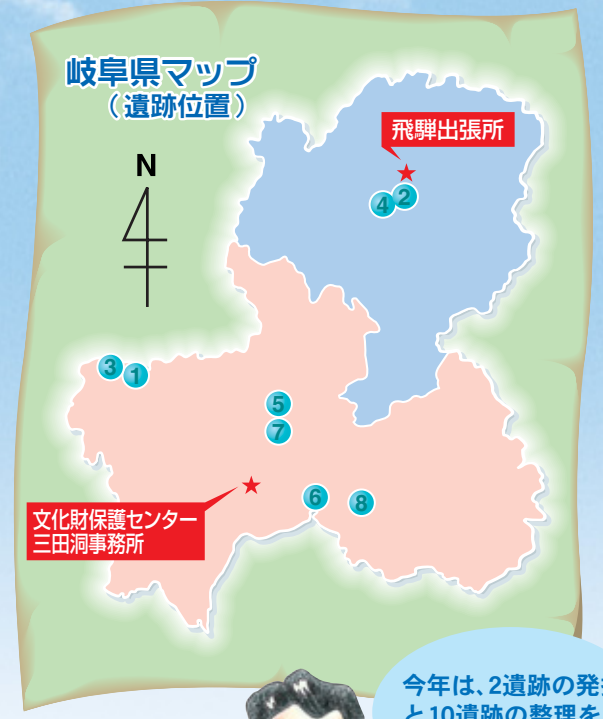 岐阜県マップ
（遺跡位置）
N
飛騨出張所
4
2
3
1
5
7
6
8
文化財保護センター
三田洞事務所
今年は、2遺跡の発
と10遺跡の整理を